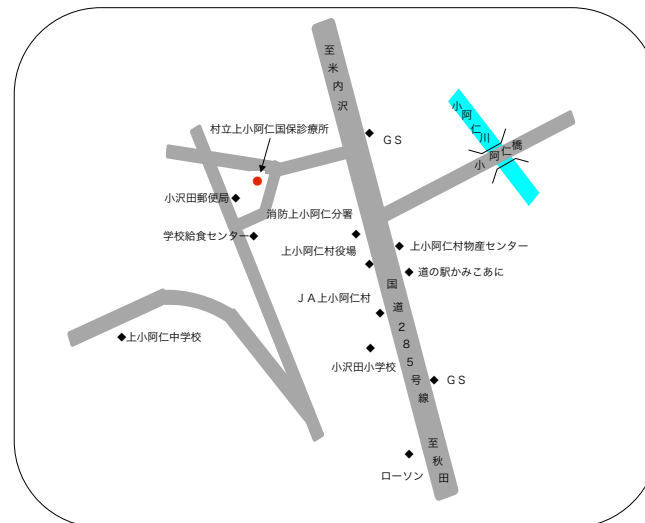 至米内沢
小阿仁川
小阿仁橋
村立上小阿仁国保診療所
ＧＳ
小沢田郵便局
消防上小阿仁分署
学校給食センター
上小阿仁村役場
上小阿仁村物産センター
道の駅かみこあに
ＪＡ上小阿仁村
国道２８５号線
上小阿仁中学校
小沢田小学校
ＧＳ
至秋田
ローソン